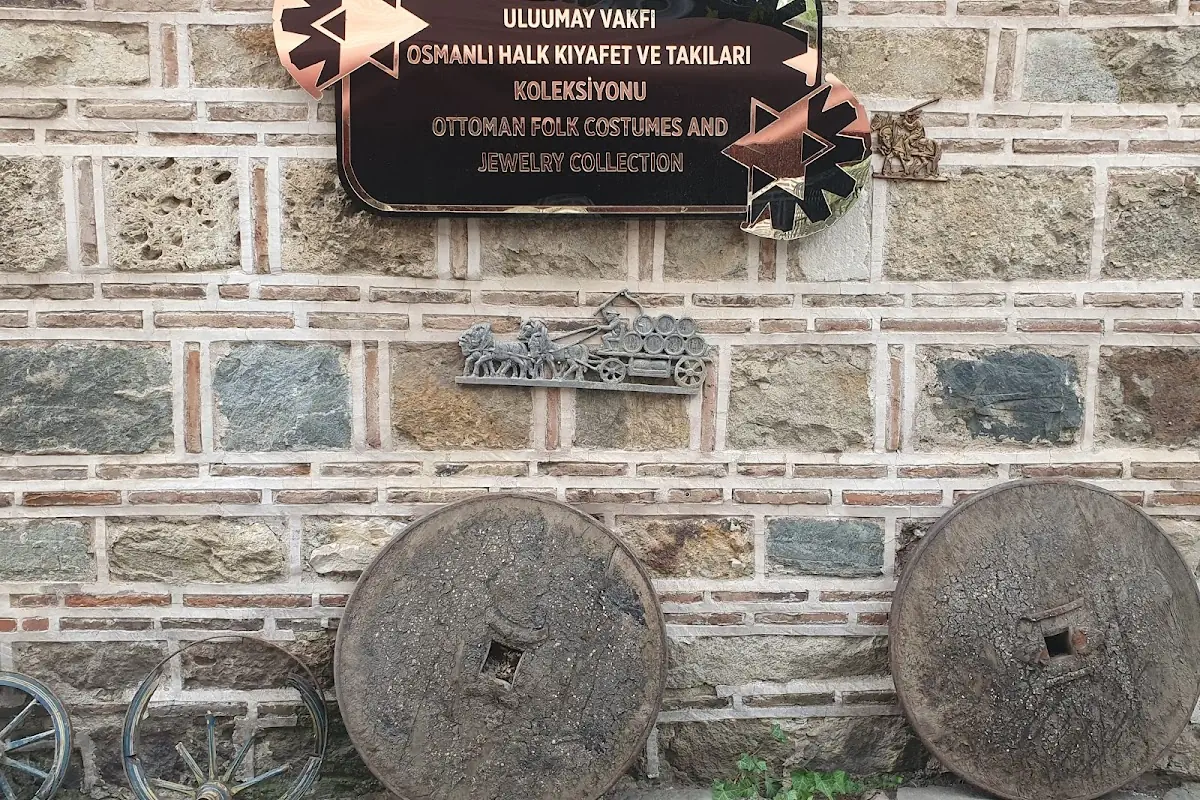 ULUUMAY VAKFI
OSMANLI HALK KIYAFET VE TAKILARI
KOLEKSİYONU
OTTOMAN FOLK COSTUMES AND
JEWELRY COLLECTION